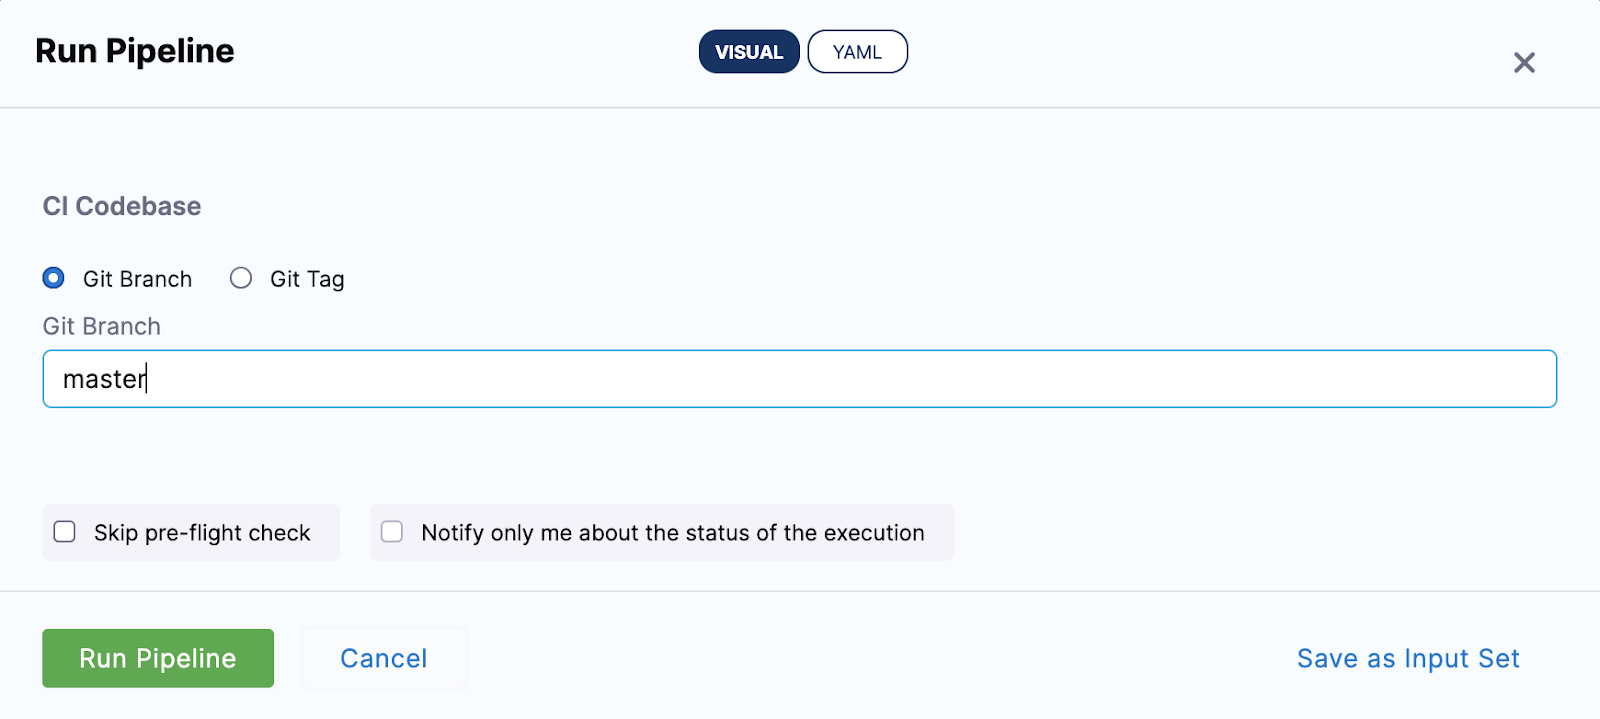 Run Pipeline
VISUAL
YAML
CI Codebase
Git Branch
Git Tag
Git Branch
master
Skip pre-flight check
Notify only me about the status of the execution
Run Pipeline
Cancel
Save as Input Set